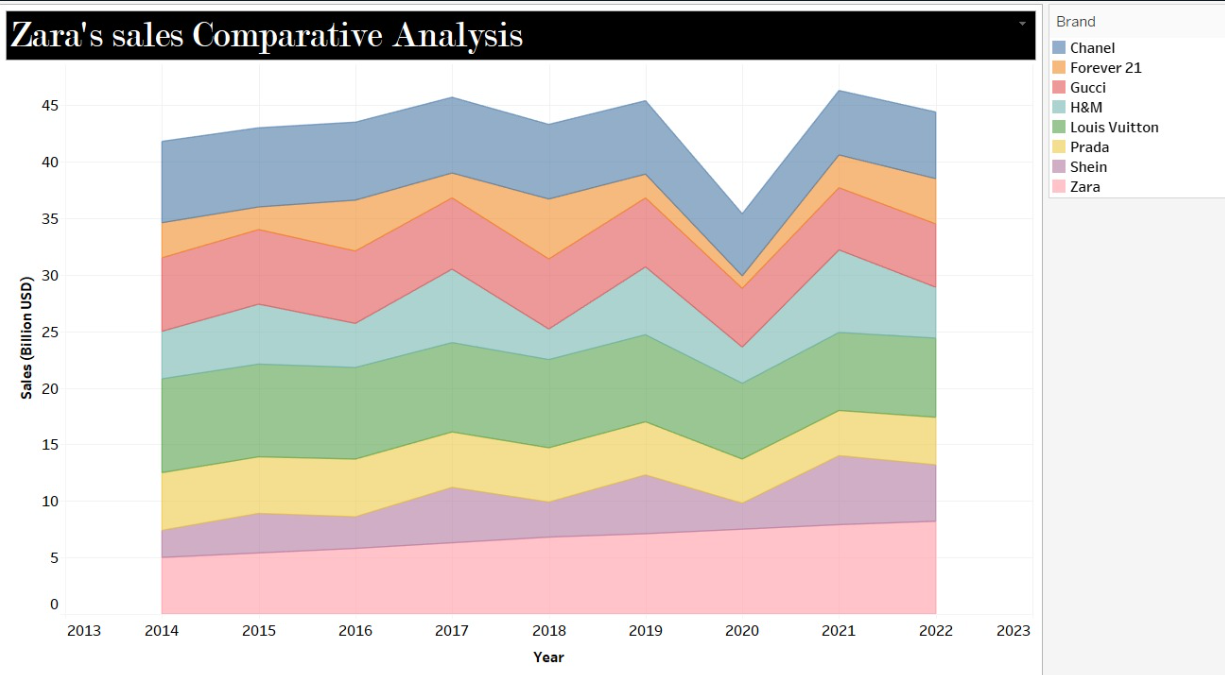 Zara's sales Comparative Analysis
Brand
Chanel
Forever 21
Gucci
H&M
Louis Vuitton
Prada
Shein
Zara
Sales (Billion USD)
45
40
35
30
25
20
15
10
5
0
2013 2014 2015 2016 2017 2018 2019 2020 2021 2022 2023
Year